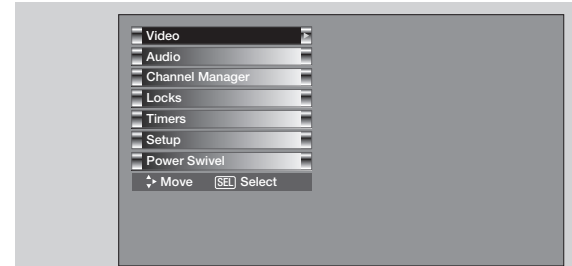 Video
Audio
Channel Manager
Locks
Timers
Setup
Power Swivel
Move SEL Select